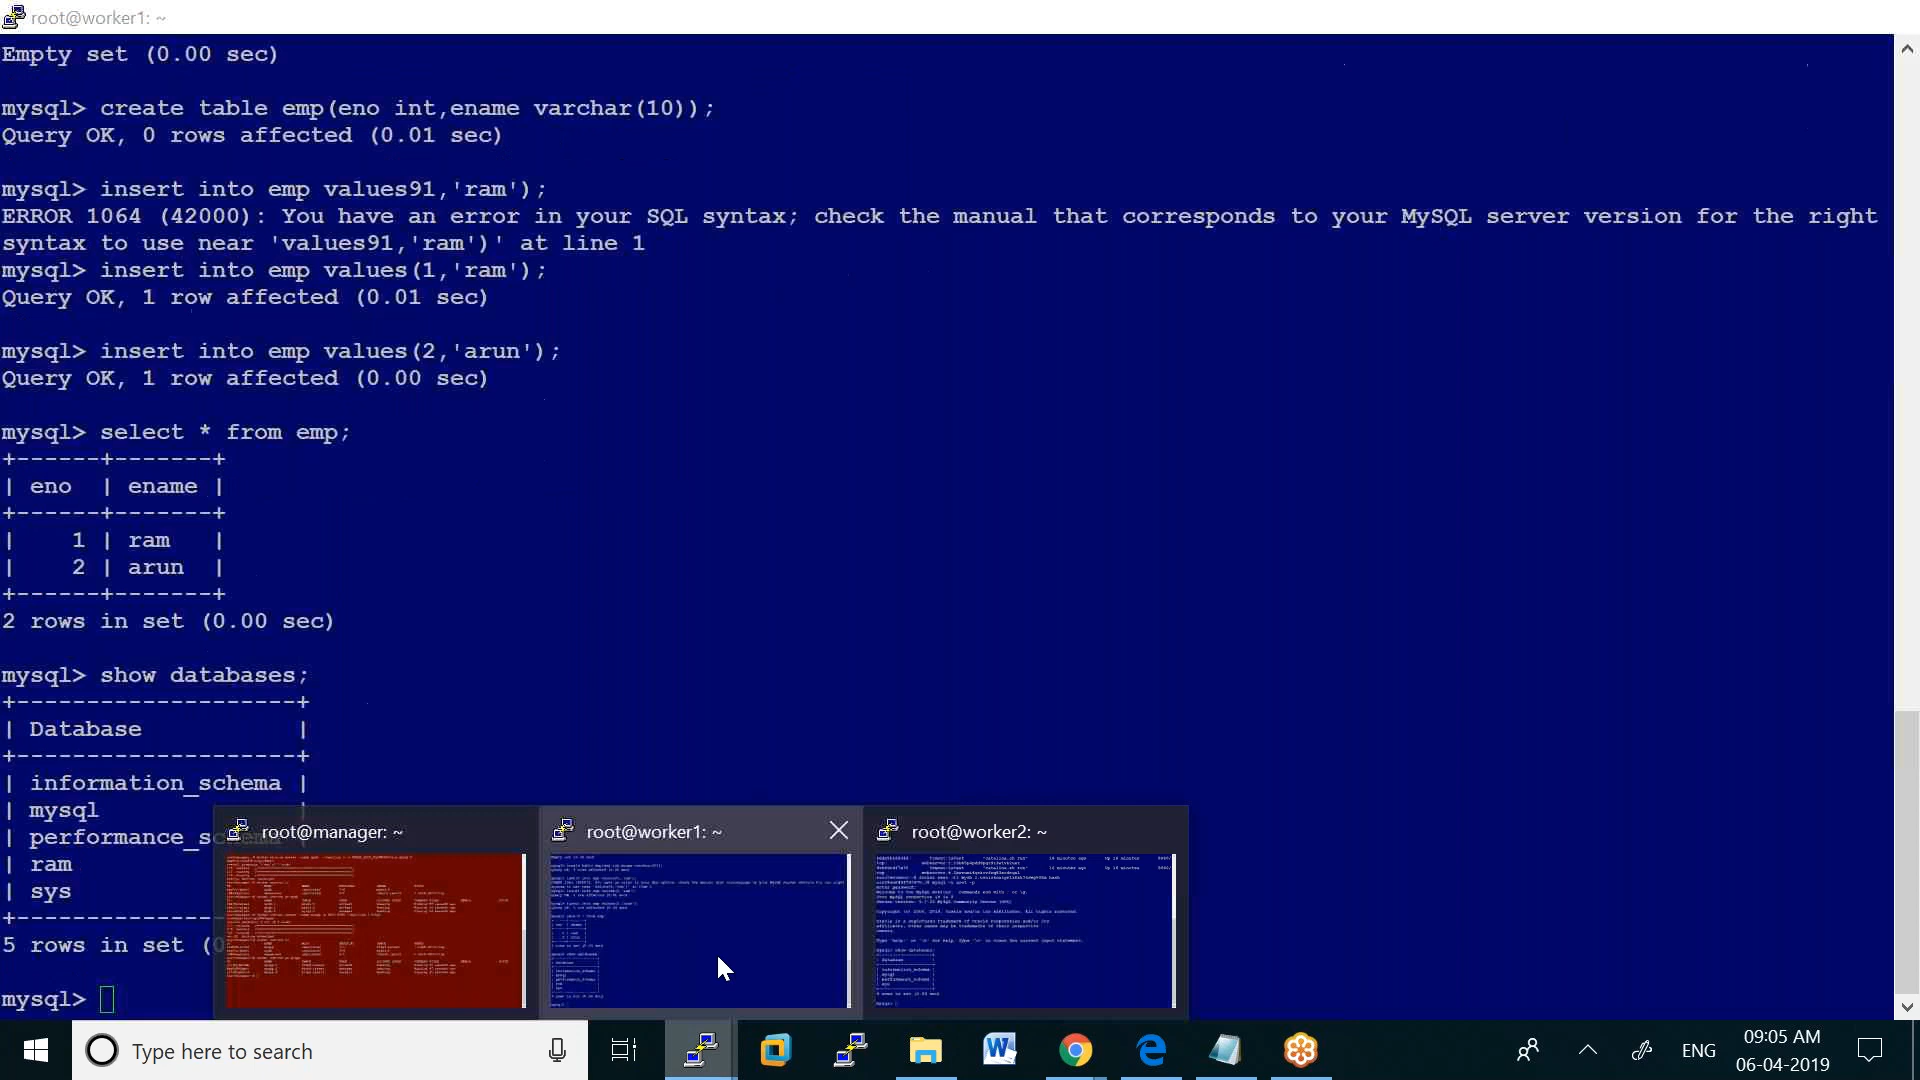 root@worker1: ~
Empty set (0.00 sec)
mysql> create table emp(eno int,ename varchar(10));
Query OK, 0 rows affected (0.01 sec)
mysql> insert into emp values91,'ram');
ERROR 1064 (42000): You have an error in your SQL syntax; check the manual that corresponds to your MySQL server version for the right
syntax to use near 'values91,'ram')' at line 1
mysql> insert into emp values(1,'ram');
Query OK, 1 row affected (0.01 sec)
mysql> insert into emp values(2,'arun');
Query OK, 1 row affected (0.00 sec)
mysql> select * from emp;
+------+-------+
| eno  | ename |
+------+-------+
|    1 | ram   |
|    2 | arun  |
+------+-------+
2 rows in set (0.00 sec)
mysql> show databases;
+--------------------+
| Database           |
+--------------------+
| information_schema |
| mysql              |
| performance_schema
| ram
| sys
+---------------
5 rows in set (0
mysql>
root@manager: ~
root@worker1: ~
root@worker2: ~
Type here to search
ENG
09:05 AM
06-04-2019